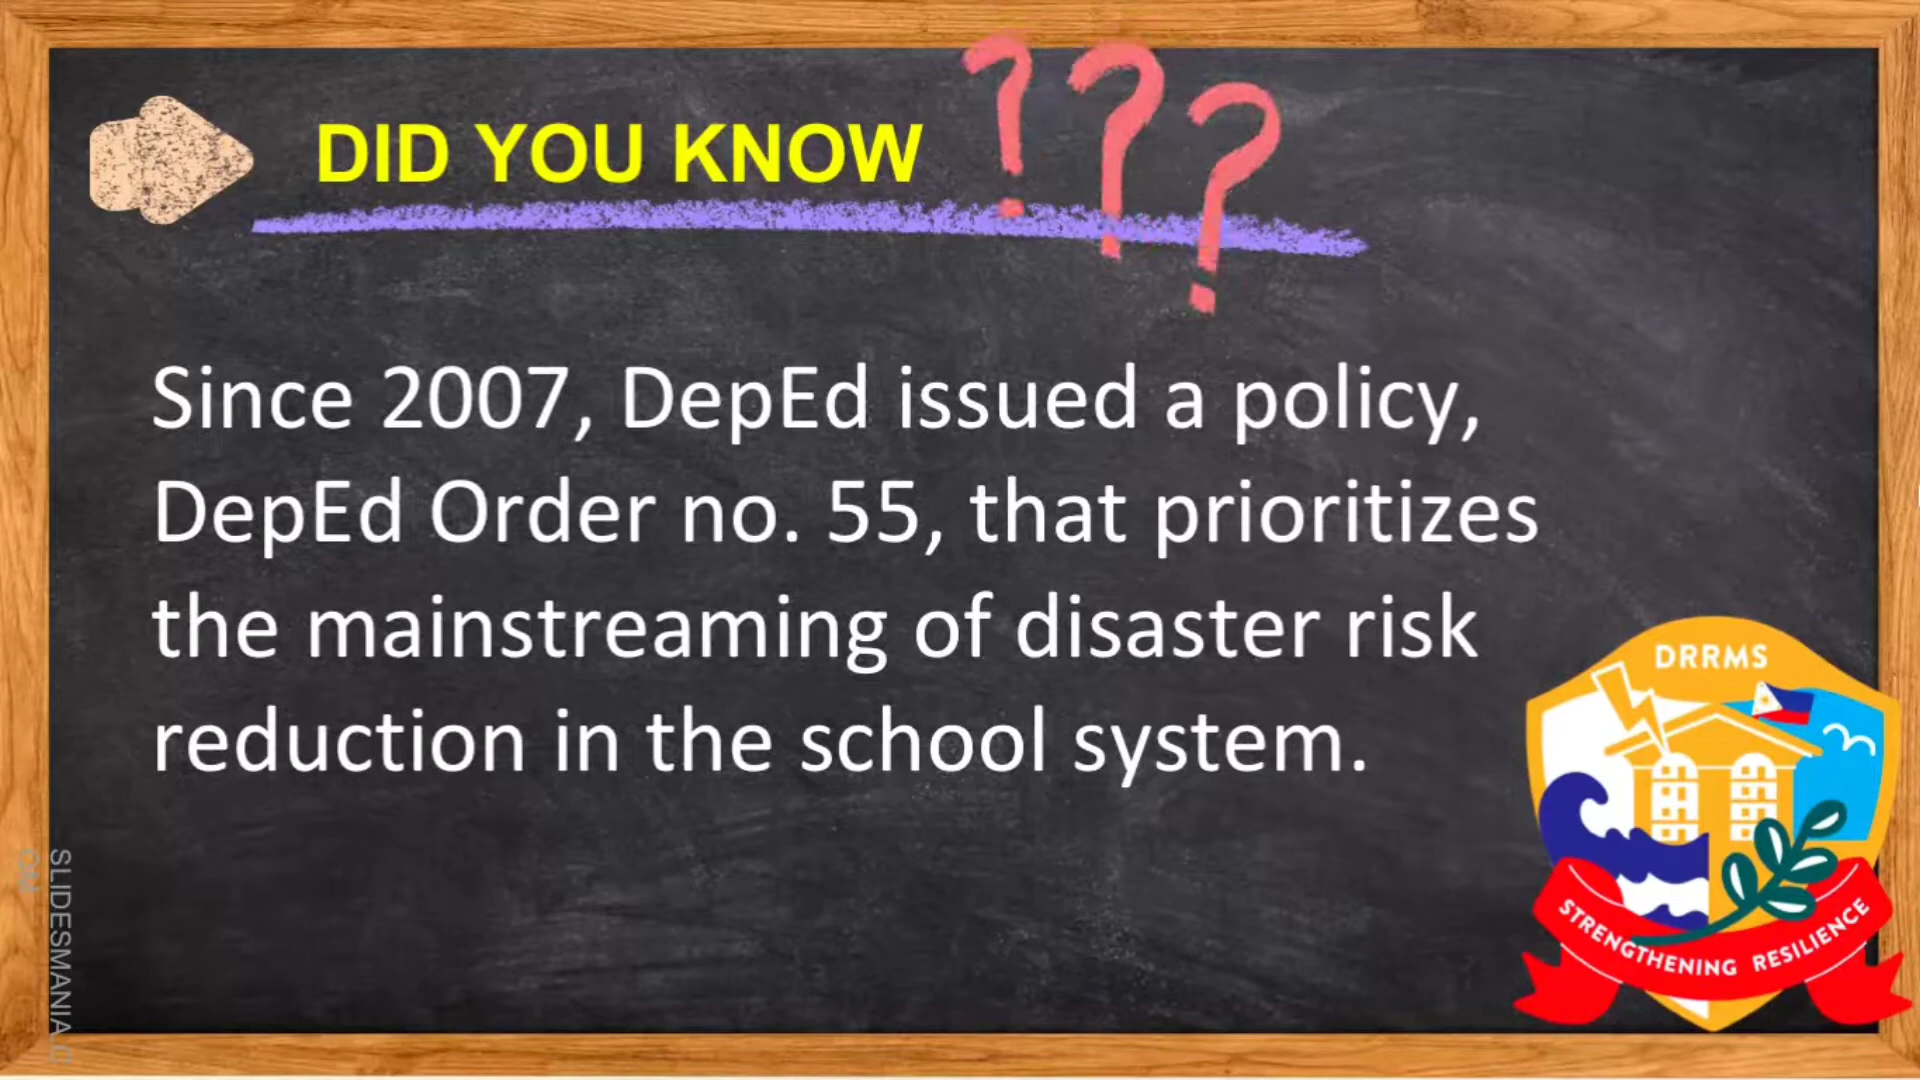 DID YOU KNOW
???
Since 2007, DepEd issued a policy,
DepEd Order no. 55, that prioritizes
the mainstreaming of disaster risk
reduction in the school system.
DRRMS
STRENGTHENING RESILIENCE
SLIDESMANIA.C
OM